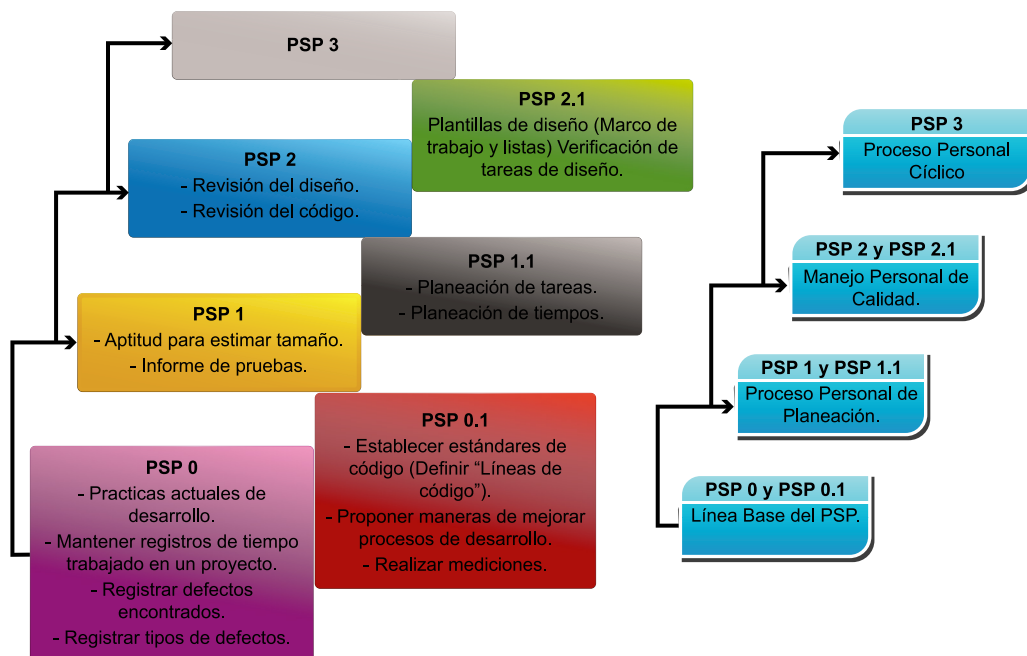 PSP 3
PSP 2.1
Plantillas de diseño (Marco
de trabajo y listas) Verificación de
tareas de diseño.
PSP 2
- Revisión del diseño.
- Revisión del código.
PSP 1.1
- Planeación de tareas.
- Planeación de tiempos.
PSP 1
- Aptitud para estimar tamaño.
- Informe de pruebas.
PSP 0.1
- Establecer estándares de
código (Definir “Líneas de
código”).
- Proponer maneras de mejorar
procesos de desarrollo.
- Realizar mediciones.
PSP 0
- Practicas actuales de
desarrollo.
- Mantener registros de tiempo
trabajado en un proyecto.
- Registrar defectos
encontrados.
- Registrar tipos de defectos.
PSP 3
Proceso Personal
Cíclico
PSP 2 y PSP 2.1
Manejo Personal de
Calidad.
PSP 1 y PSP 1.1
Proceso Personal de
Planeación.
PSP 0 y PSP 0.1
Línea Base del PSP.